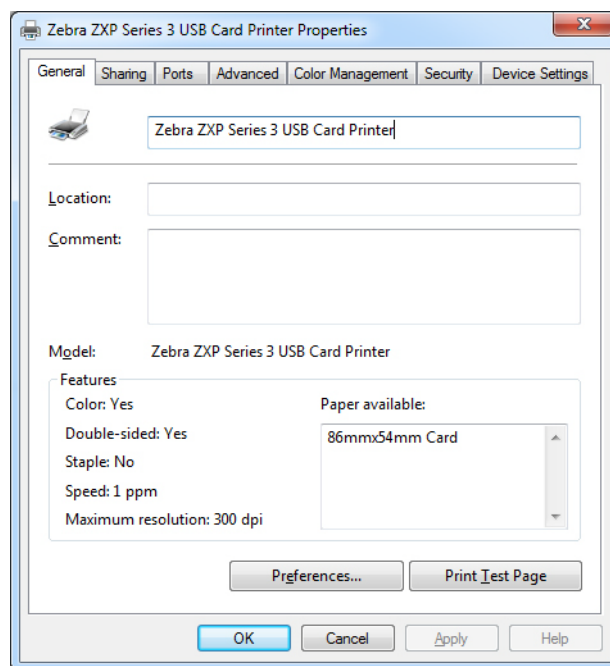 Zebra ZXP Series 3 USB Card Printer Properties
General Sharing Ports Advanced Color Management Security Device Settings
Zebra ZXP Series 3 USB Card Printer
Location:
Comment:
Model: Zebra ZXP Series 3 USB Card Printer
Features
Color: Yes Paper available:
Double-sided: Yes 86mmx54mm Card
Staple: No
Speed: 1 ppm
Maximum resolution: 300 dpi
Preferences... Print Test Page
OK Cancel Apply Help